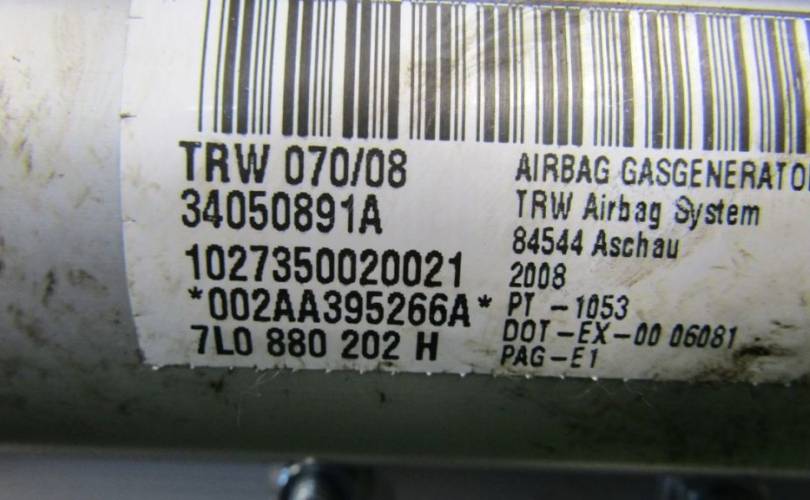 TRW 070/08
34050891A
1027350020021
*002AA395266A*
7L0 880 202 H
AIRBAG GASGENERATO
TRW Airbag System
84544 Aschau
2008
PT -1053
DOT-EX-00 06081
PAG-E1